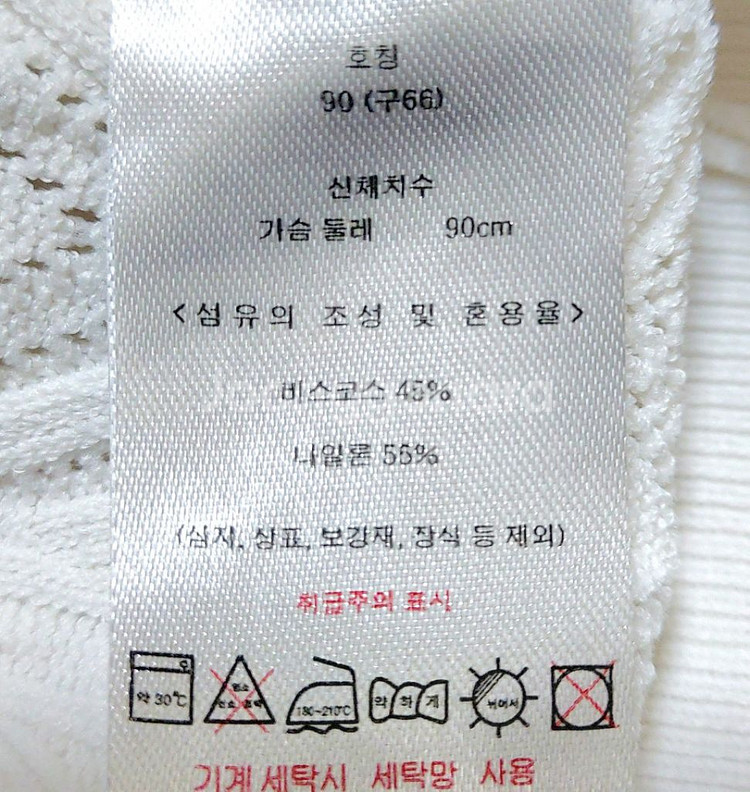 호칭
90 (구66)
신체치수
가슴 둘레 90cm
<섬유의 조성 및 혼용율>
비스코스 45%
나일론 55%
(심지, 상표, 보강재, 장식 등 제외)
취급주의 표시
약 30℃
180~210℃
약하게
뉘어서
기계 세탁시 세탁망 사용